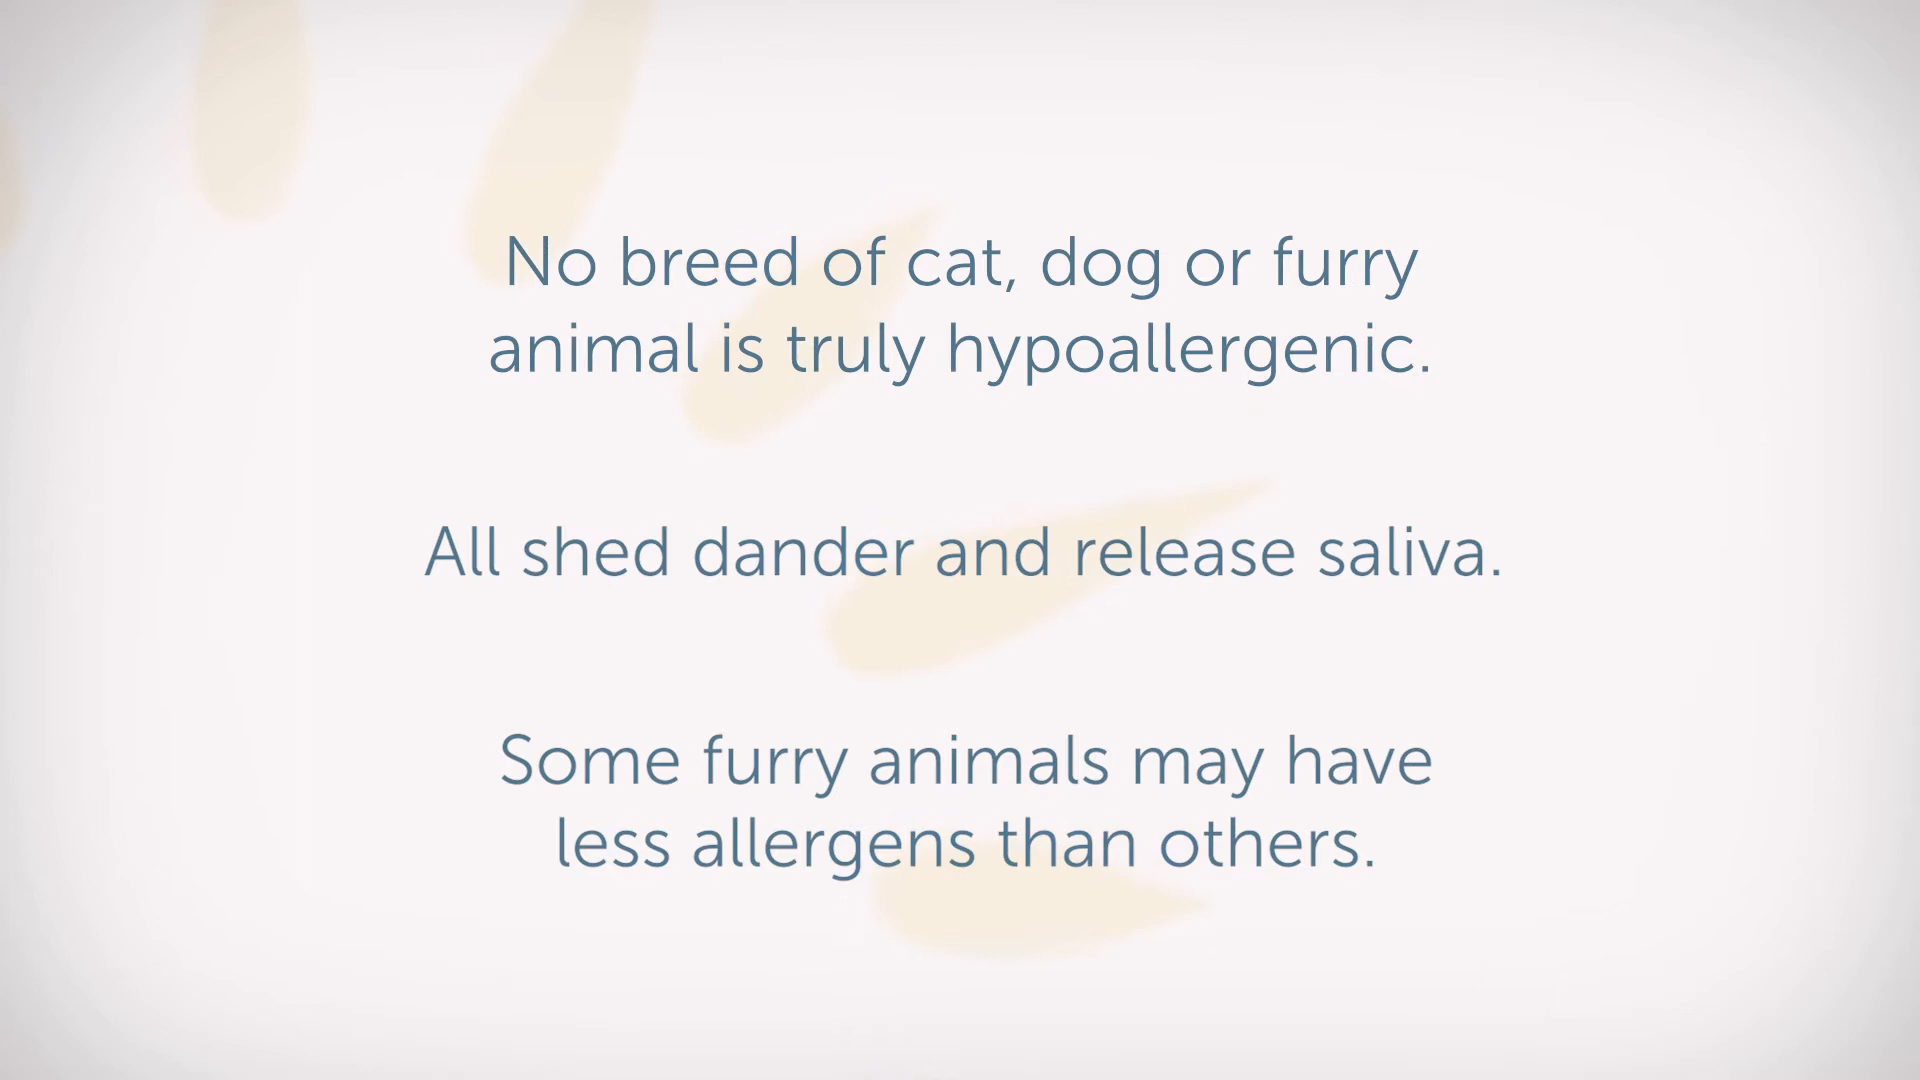 No breed of cat, dog or furry
animal is truly hypoallergenic.
All shed dander and release saliva.
Some furry animals may have
less allergens than others.